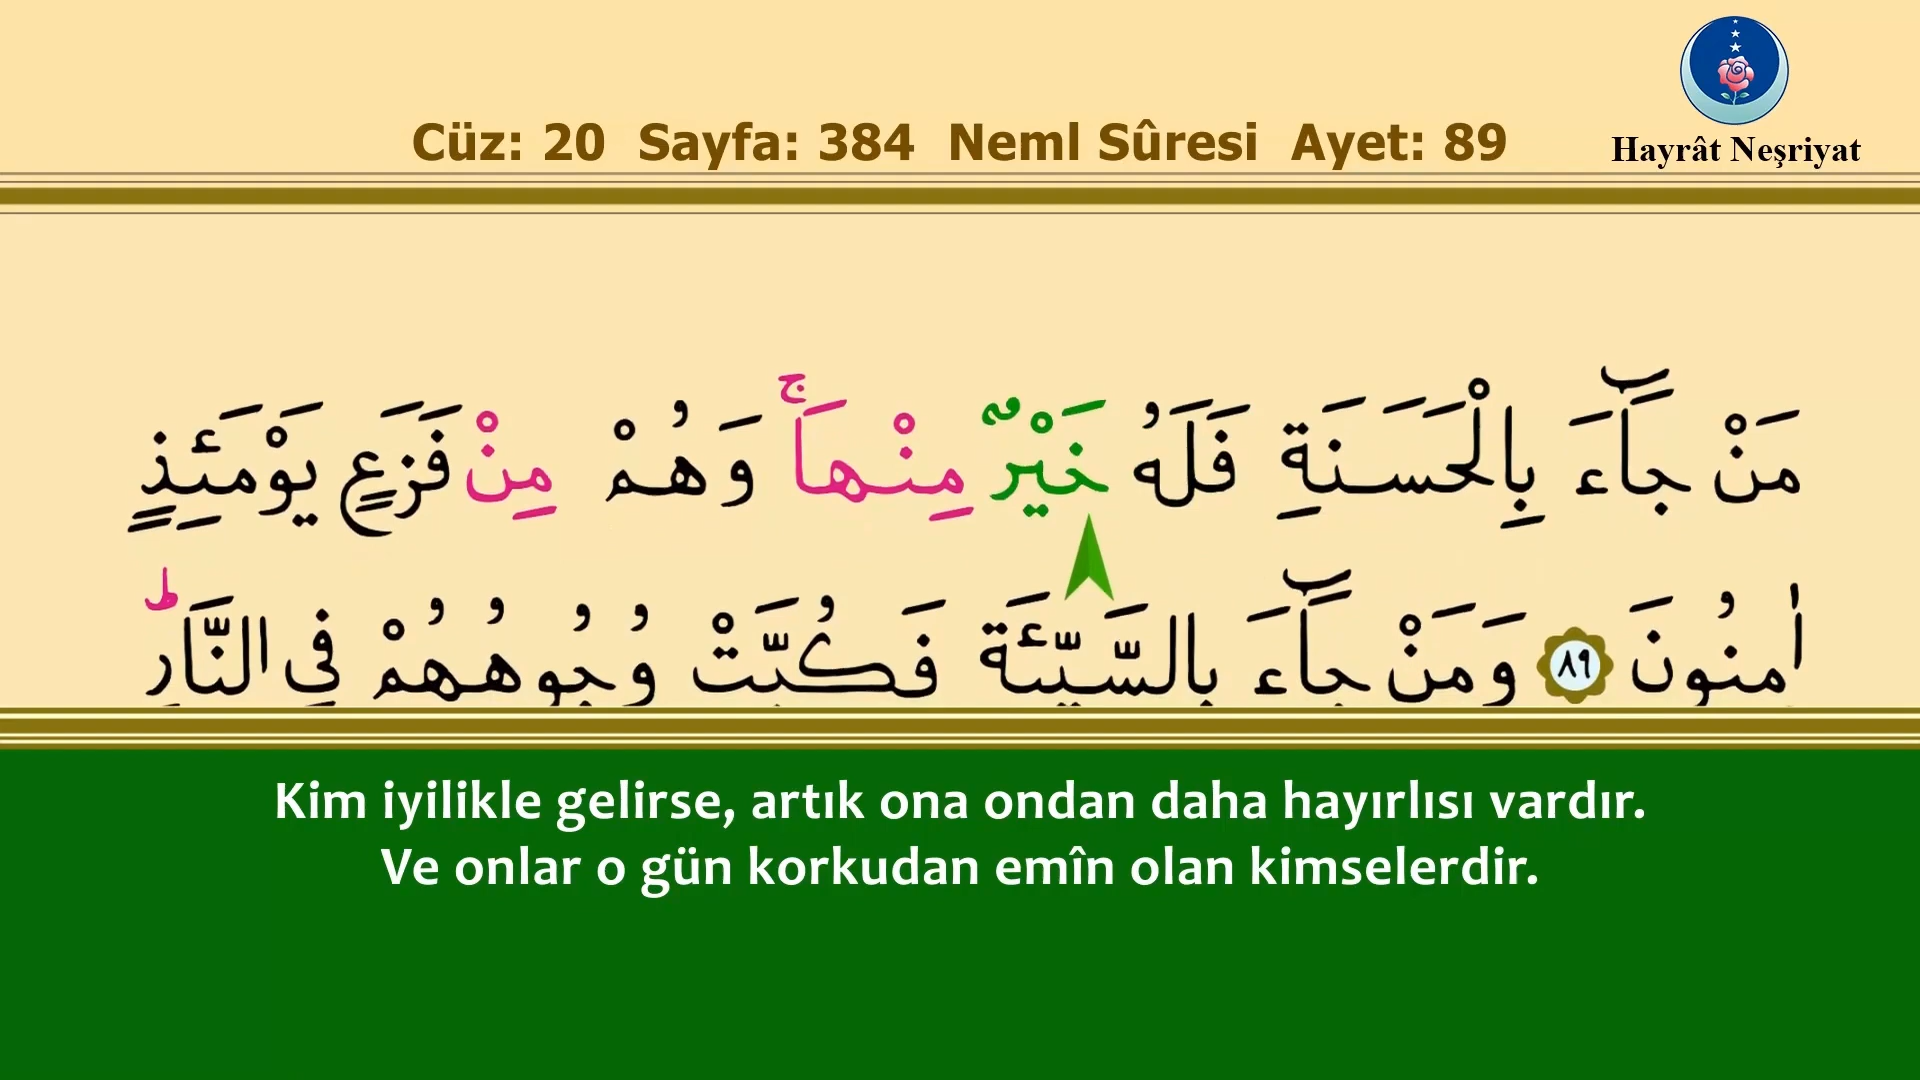 Cüz: 20 Sayfa: 384 Neml Sûresi Ayet: 89
Hayrât Neşriyat
مَنْ جَٓاءَ بِالْحَسَنَةِ فَلَهُ خَيْرٌ مِنْهَاۚ وَهُمْ مِنْ فَزَعٍ يَوْمَئِذٍ
اٰمِنُونَ ﴿٨٩﴾ وَمَنْ جَٓاءَ بِالسَّيِّئَةِ فَكُبَّتْ وُجُوهُهُمْ فِي النَّارِۜ
Kim iyilikle gelirse, artık ona ondan daha hayırlısı vardır.
Ve onlar o gün korkudan emîn olan kimselerdir.